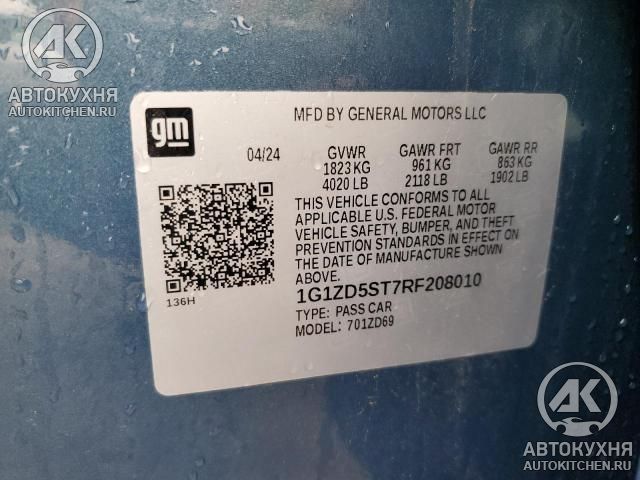 АВТОКУХНЯ
AUTOKITCHEN.RU
gm
MFD BY GENERAL MOTORS LLC
04/24 GVWR GAWR FRT GAWR RR
1823 KG 961 KG 863 KG
4020 LB 2118 LB 1902 LB
THIS VEHICLE CONFORMS TO ALL
APPLICABLE U.S. FEDERAL MOTOR
VEHICLE SAFETY, BUMPER, AND THEFT
PREVENTION STANDARDS IN EFFECT ON
THE DATE OF MANUFACTURE SHOWN
ABOVE.
136H
1G1ZD5ST7RF208010
TYPE: PASS CAR
MODEL: 701ZD69
АК
АВТОКУХНЯ
AUTOKITCHEN.RU